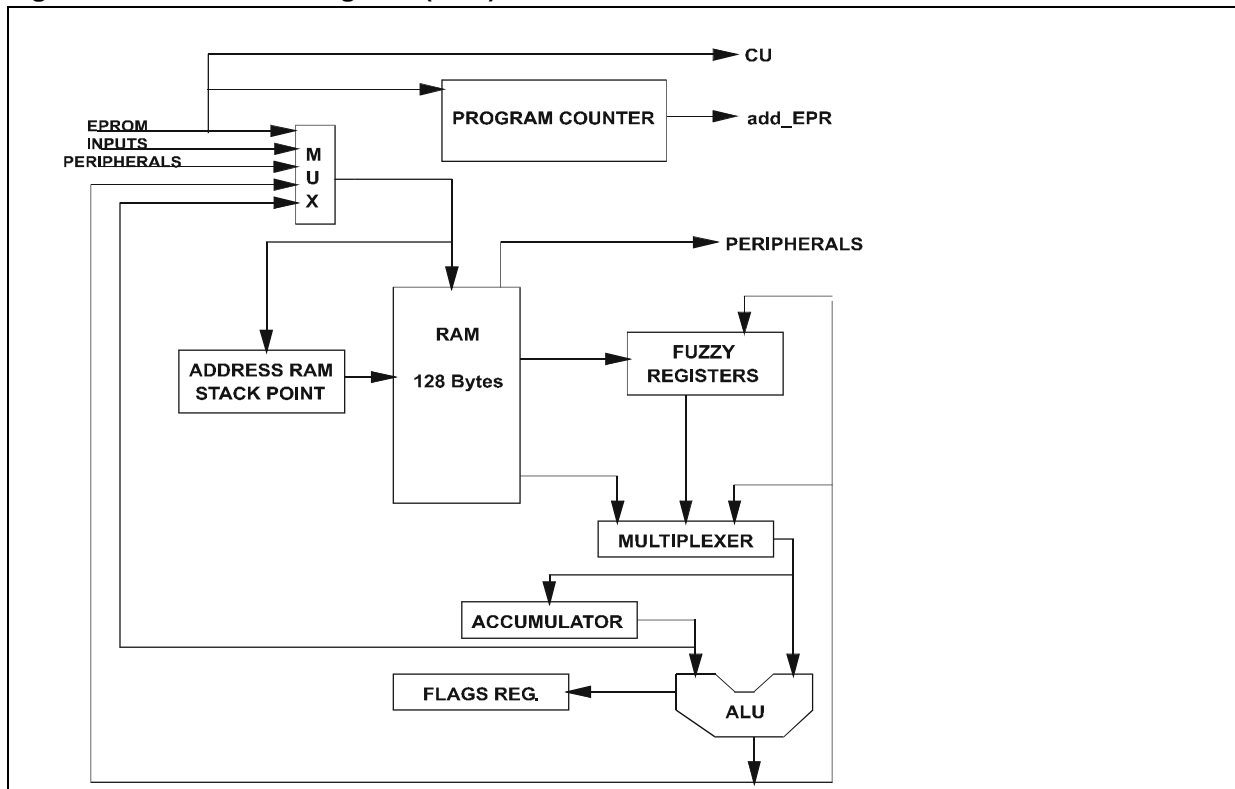 CU
PROGRAM COUNTER
add_EPR
EPROM
INPUTS
PERIPHERALS
M
U
X
PERIPHERALS
RAM
128 Bytes
FUZZY
REGISTERS
ADDRESS RAM
STACK POINT
MULTIPLEXER
ACCUMULATOR
FLAGS REG.
ALU